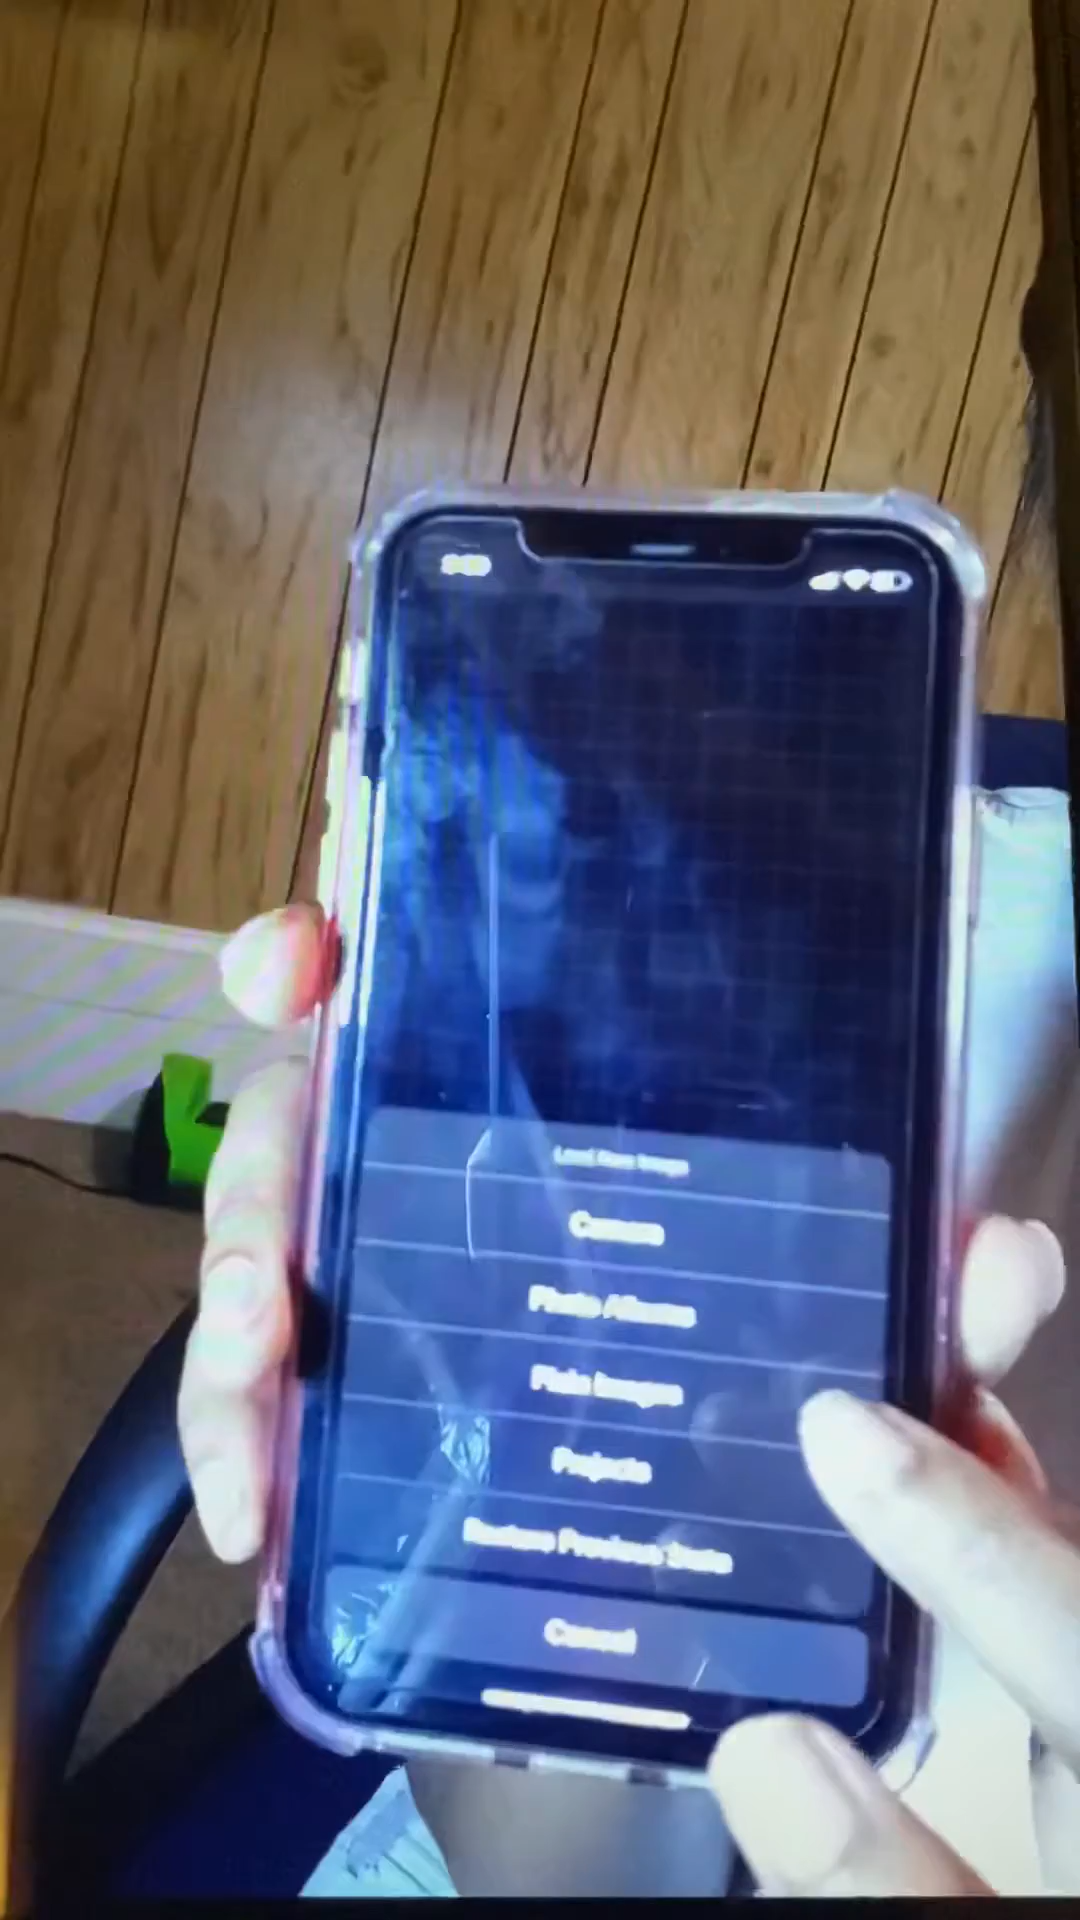 Camera
Photo Albums
Plain Images
Projects
Restore Previous State
Cancel